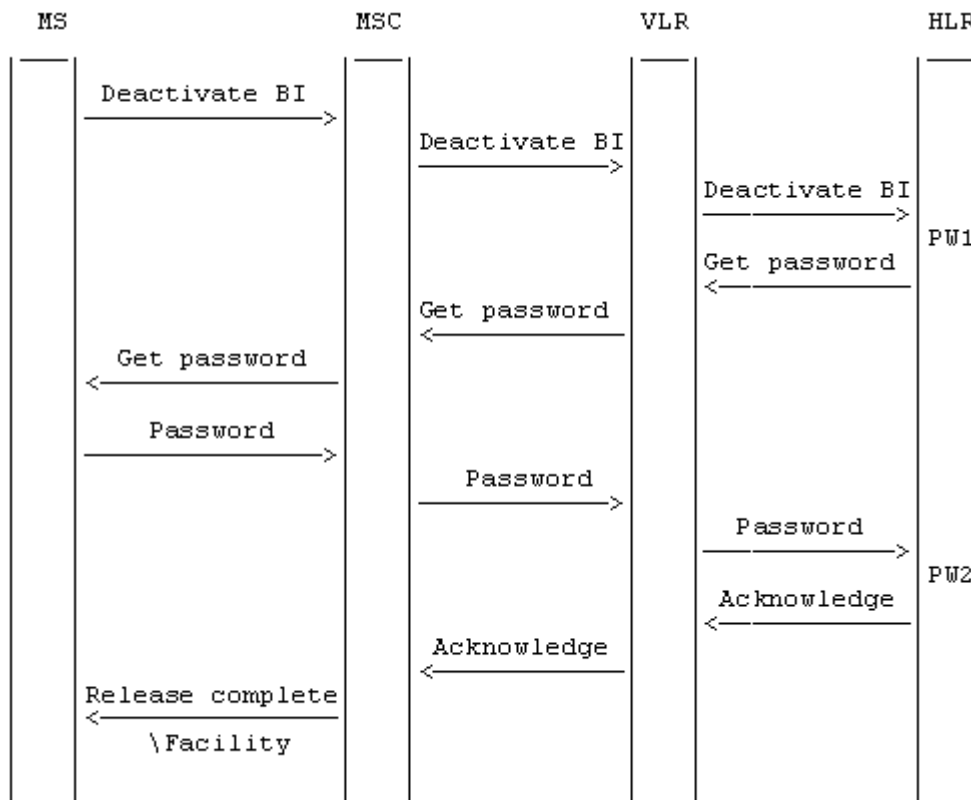 MS MSC VLR HLR
Deactivate BI
Deactivate BI
Deactivate BI
PW1
Get password
Get password
Get password
Password
Password
Password
PW2
Acknowledge
Acknowledge
Release complete
\Facility